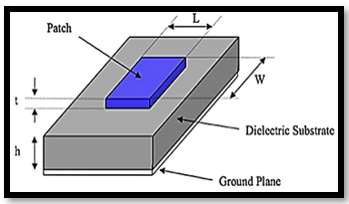 Patch
L
W
t
h
Dielectric Substrate
Ground Plane